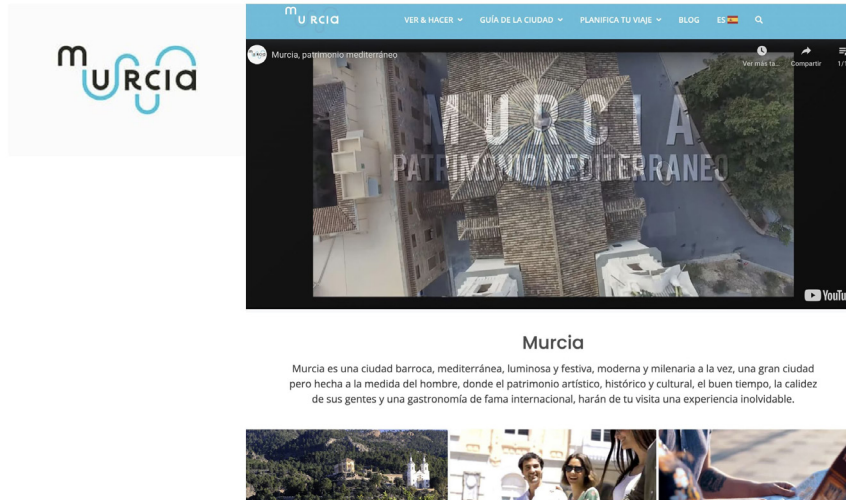 murcia
murcia
VER & HACER
GUÍA DE LA CIUDAD
PLANIFICA TU VIAJE
BLOG
ES
Murcia, patrimonio mediterráneo
Ver más ta...
Compartir
MURCIA
PATRIMONIO MEDITERRANEO
Murcia
Murcia es una ciudad barroca, mediterránea, luminosa y festiva, moderna y milenaria a la vez, una gran ciudad
pero hecha a la medida del hombre, donde el patrimonio artístico, histórico y cultural, el buen tiempo, la calidez
de sus gentes y una gastronomía de fama internacional, harán de tu visita una experiencia inolvidable.